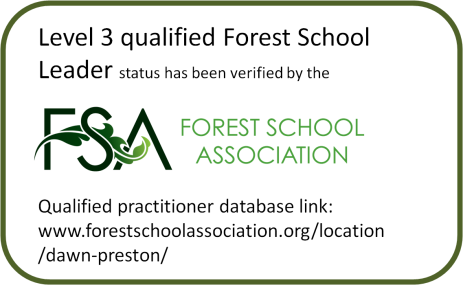 Level 3 qualified Forest School
Leader status has been verified by the
FSA FOREST SCHOOL
ASSOCIATION
Qualified practitioner database link:
www.forestschoolassociation.org/location
/dawn-preston/